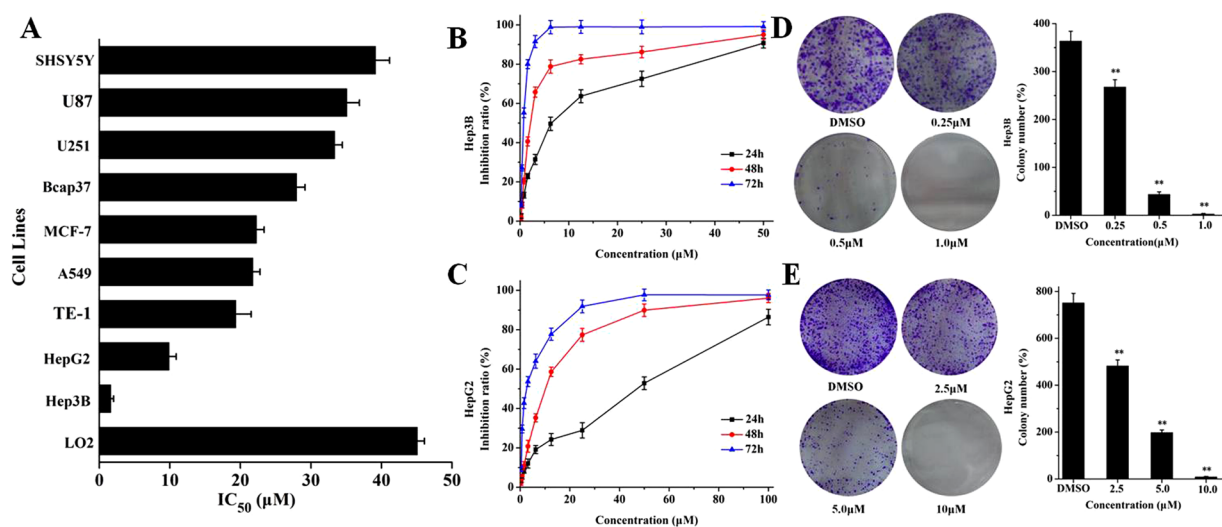 A
Cell Lines
SHSY5Y
U87
U251
Bcap37
MCF-7
A549
TE-1
HepG2
Hep3B
LO2
0 10 20 30 40 50
IC50 (μM)
B
Hep3B
Inhibition ratio (%)
100
80
60
40
20
0
24h
48h
72h
0 10 20 30 40 50
Concentration (μM)
C
HepG2
Inhibition ratio (%)
100
80
60
40
20
0
24h
48h
72h
0 20 40 60 80 100
Concentration (μM)
D
DMSO 0.25μM
0.5μM 1.0μM
Hep3B
Colony number (%)
400
300
200
100
0
**
**
**
DMSO 0.25 0.5 1.0
Concentration(μM)
E
DMSO 2.5μM
5.0μM 10μM
HepG2
Colony number (%)
800
600
400
200
0
**
**
**
DMSO 2.5 5.0 10.0
Concentration (μM)